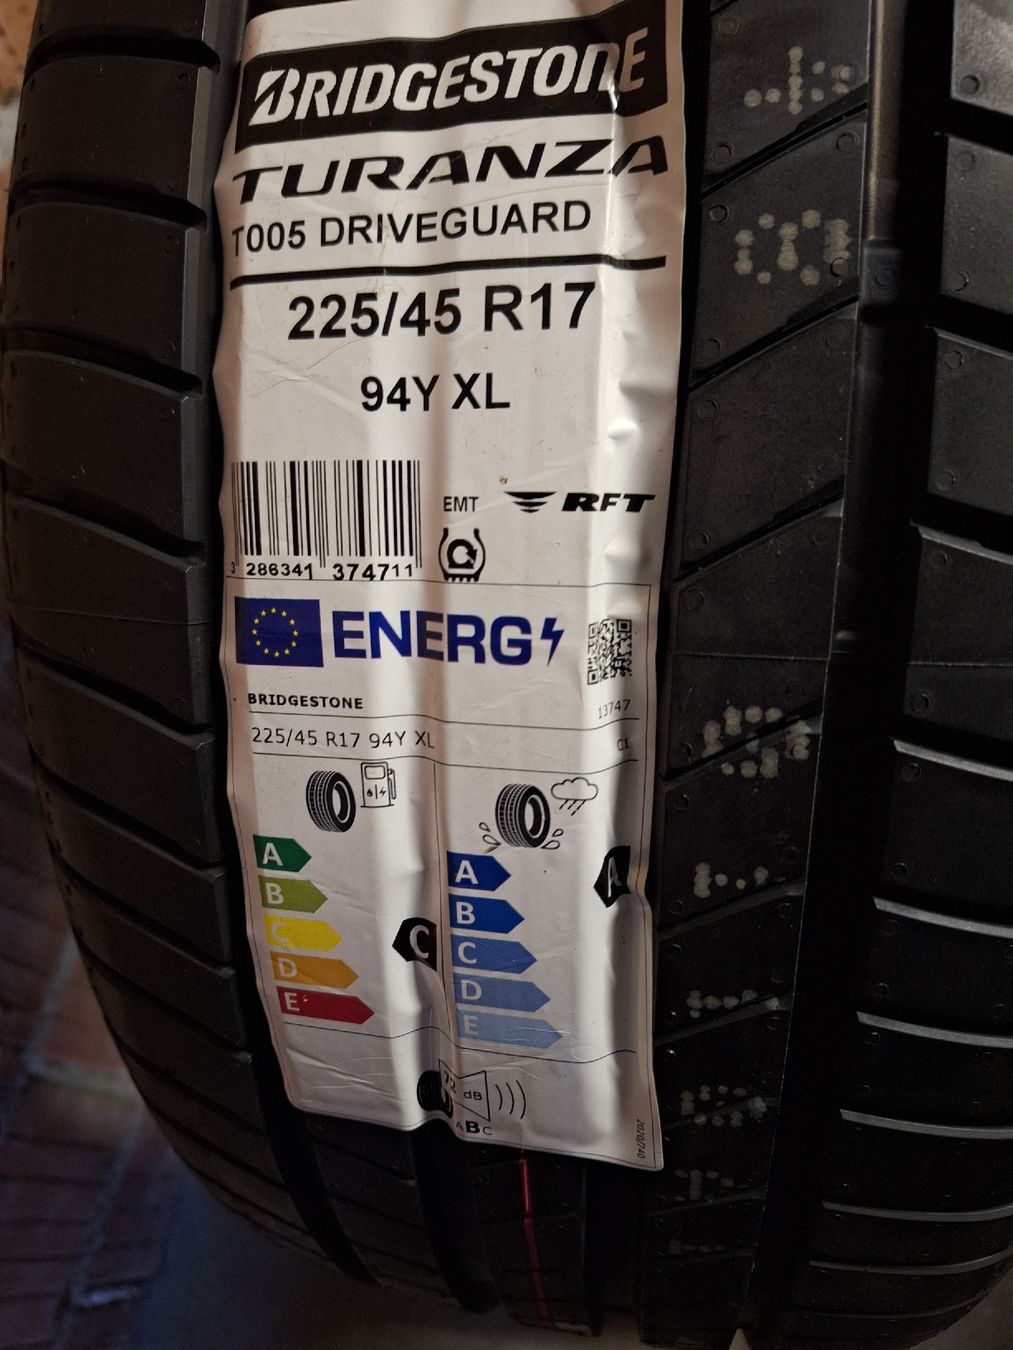 BRIDGESTONE
TURANZA
T005 DRIVEGUARD
225/45 R17
94Y XL
EMT RFT
3 286341 374711
ENERG
BRIDGESTONE 13747
225/45 R17 94Y XL C1
A
B
C
D
E
C
A
B
C
D
E
A
72 dB
ABC
2020/740